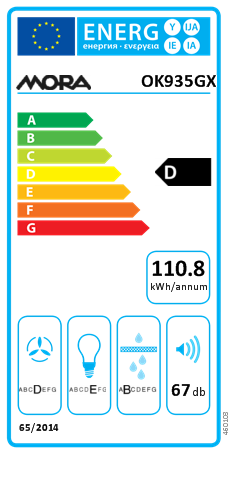 ENERG Y IJA
енергия · ενεργεια IE IA
MORA OK935GX
A
B
C
D
D
E
F
G
110.8
kWh/annum
ABCDEFG ABCDEFG ABCDEFG 67 db
65/2014
460103